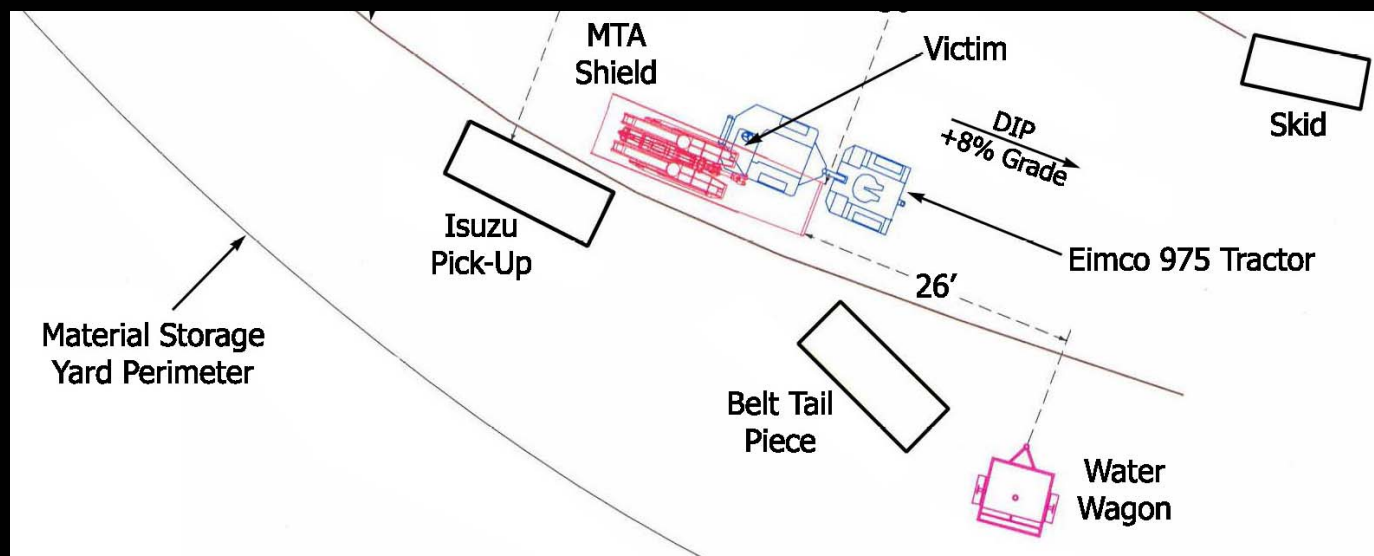 MTA
Shield
Victim
Skid
DIP
+8% Grade
Isuzu
Pick-Up
Eimco 975 Tractor
26'
Material Storage
Yard Perimeter
Belt Tail
Piece
Water
Wagon